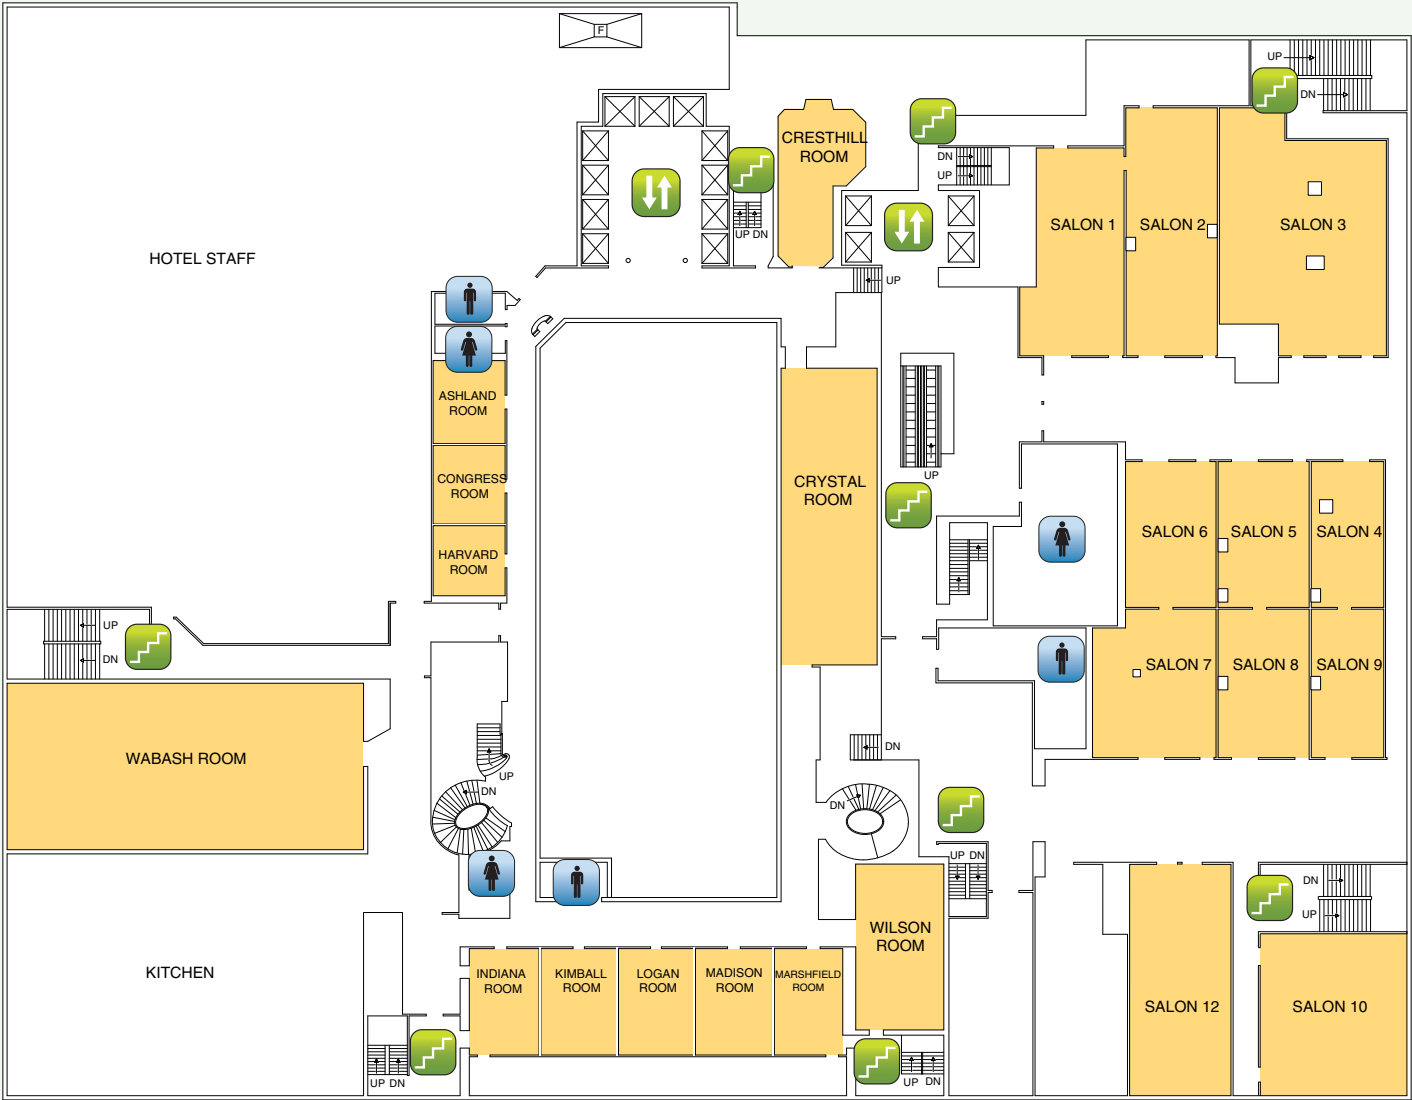 F
UP
DN
CRESTHILL
ROOM
DN
UP
SALON 1
SALON 2
SALON 3
UP DN
HOTEL STAFF
UP
ASHLAND
ROOM
CONGRESS
ROOM
HARVARD
ROOM
CRYSTAL
ROOM
UP
SALON 6
SALON 5
SALON 4
UP
DN
SALON 7
SALON 8
SALON 9
WABASH ROOM
UP
DN
DN
DN
UP DN
DN
UP
WILSON
ROOM
KITCHEN
INDIANA
ROOM
KIMBALL
ROOM
LOGAN
ROOM
MADISON
ROOM
MARSHFIELD
ROOM
SALON 12
SALON 10
UP DN
UP DN